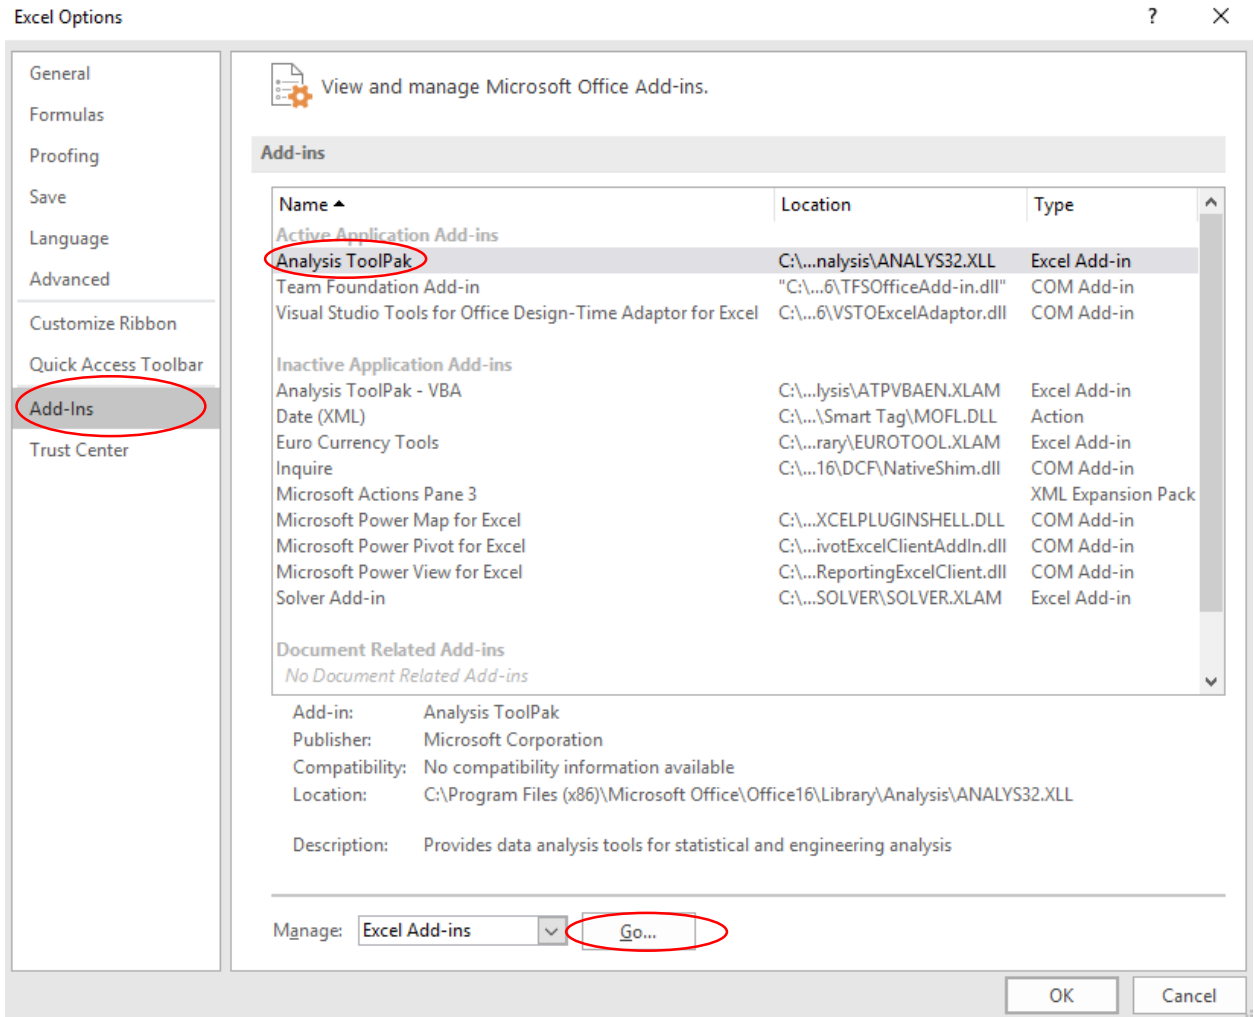 Excel Options ? ×
General
Formulas
Proofing
Save
Language
Advanced
Customize Ribbon
Quick Access Toolbar
Add-Ins
Trust Center
View and manage Microsoft Office Add-ins.
Add-ins
Name Location Type
Active Application Add-ins
Analysis ToolPak C:\...nalysis\ANALYS32.XLL Excel Add-in
Team Foundation Add-in "C:\...6\TFSOfficeAdd-in.dll" COM Add-in
Visual Studio Tools for Office Design-Time Adaptor for Excel C:\...6\VSTOExcelAdaptor.dll COM Add-in
Inactive Application Add-ins
Analysis ToolPak - VBA C:\...lysis\ATPVBAEN.XLAM Excel Add-in
Date (XML) C:\...\Smart Tag\MOFL.DLL Action
Euro Currency Tools C:\...rary\EUROTOOL.XLAM Excel Add-in
Inquire C:\...16\DCF\NativeShim.dll COM Add-in
Microsoft Actions Pane 3 XML Expansion Pack
Microsoft Power Map for Excel C:\...XCELPLUGINSHELL.DLL COM Add-in
Microsoft Power Pivot for Excel C:\...ivotExcelClientAddIn.dll COM Add-in
Microsoft Power View for Excel C:\...ReportingExcelClient.dll COM Add-in
Solver Add-in C:\...SOLVER\SOLVER.XLAM Excel Add-in
Document Related Add-ins
No Document Related Add-ins
Add-in: Analysis ToolPak
Publisher: Microsoft Corporation
Compatibility: No compatibility information available
Location: C:\Program Files (x86)\Microsoft Office\Office16\Library\Analysis\ANALYS32.XLL
Description: Provides data analysis tools for statistical and engineering analysis
Manage: Excel Add-ins Go...
OK Cancel